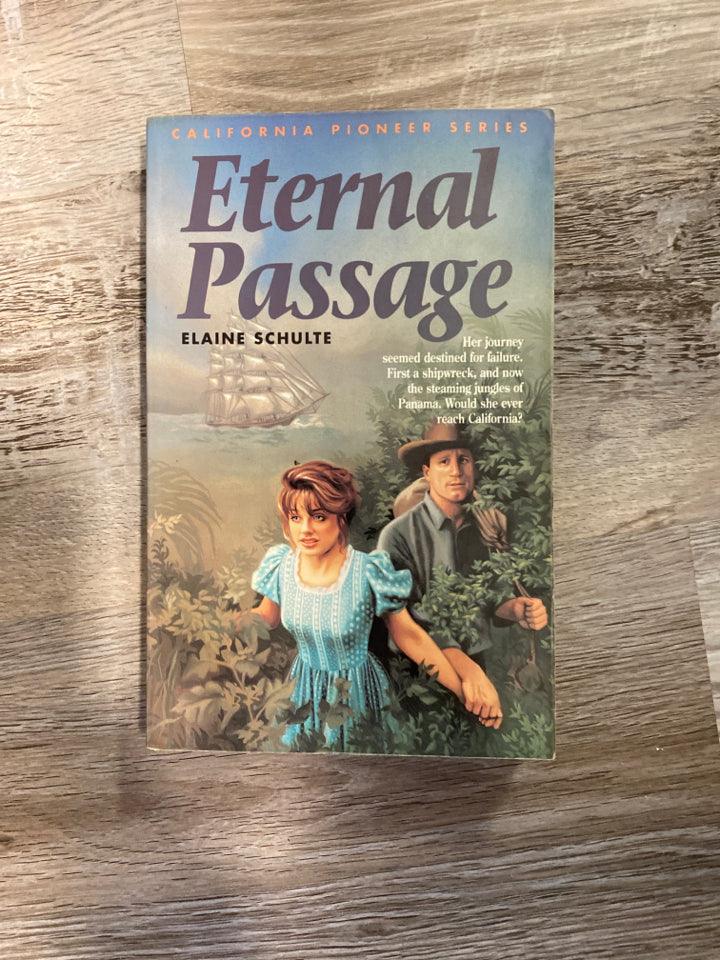 CALIFORNIA PIONEER SERIES
Eternal
Passage
ELAINE SCHULTE
Her journey
seemed destined for failure.
First a shipwreck, and now
the steaming jungles of
Panama. Would she ever
reach California?